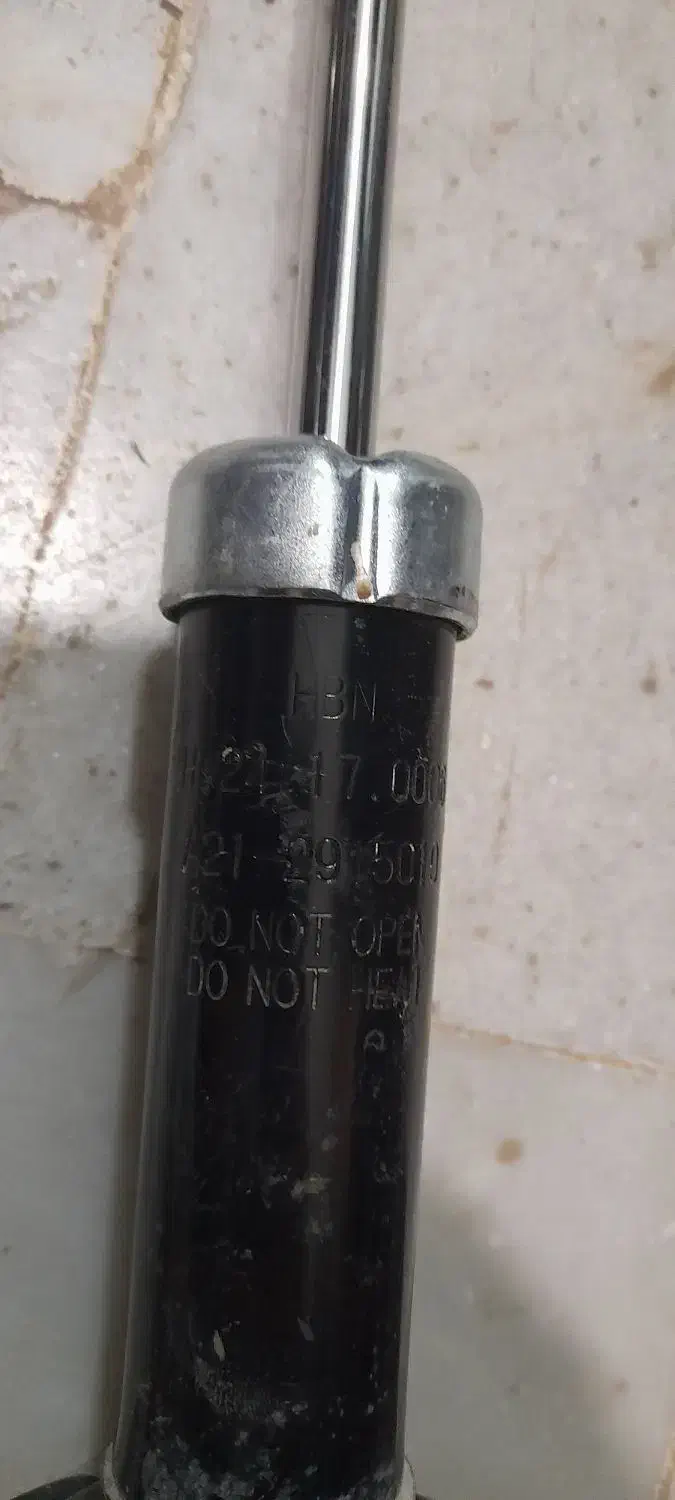 HBN
A21-2915010
DO NOT OPEN
DO NOT HEAT
A